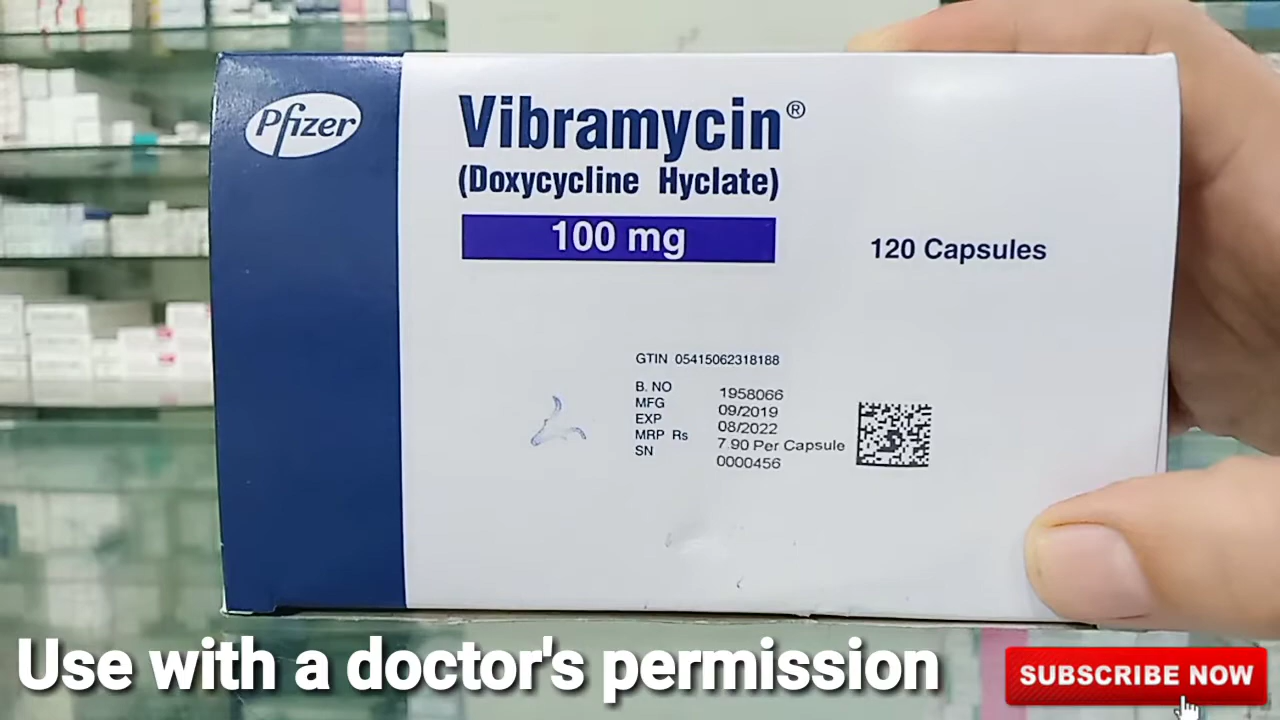 Pfizer
Vibramycin®
(Doxycycline Hyclate)
100 mg
120 Capsules
GTIN 05415062318188
B. NO 1958066
MFG 09/2019
EXP 08/2022
MRP Rs 7.90 Per Capsule
SN 0000456
Use with a doctor's permission
SUBSCRIBE NOW